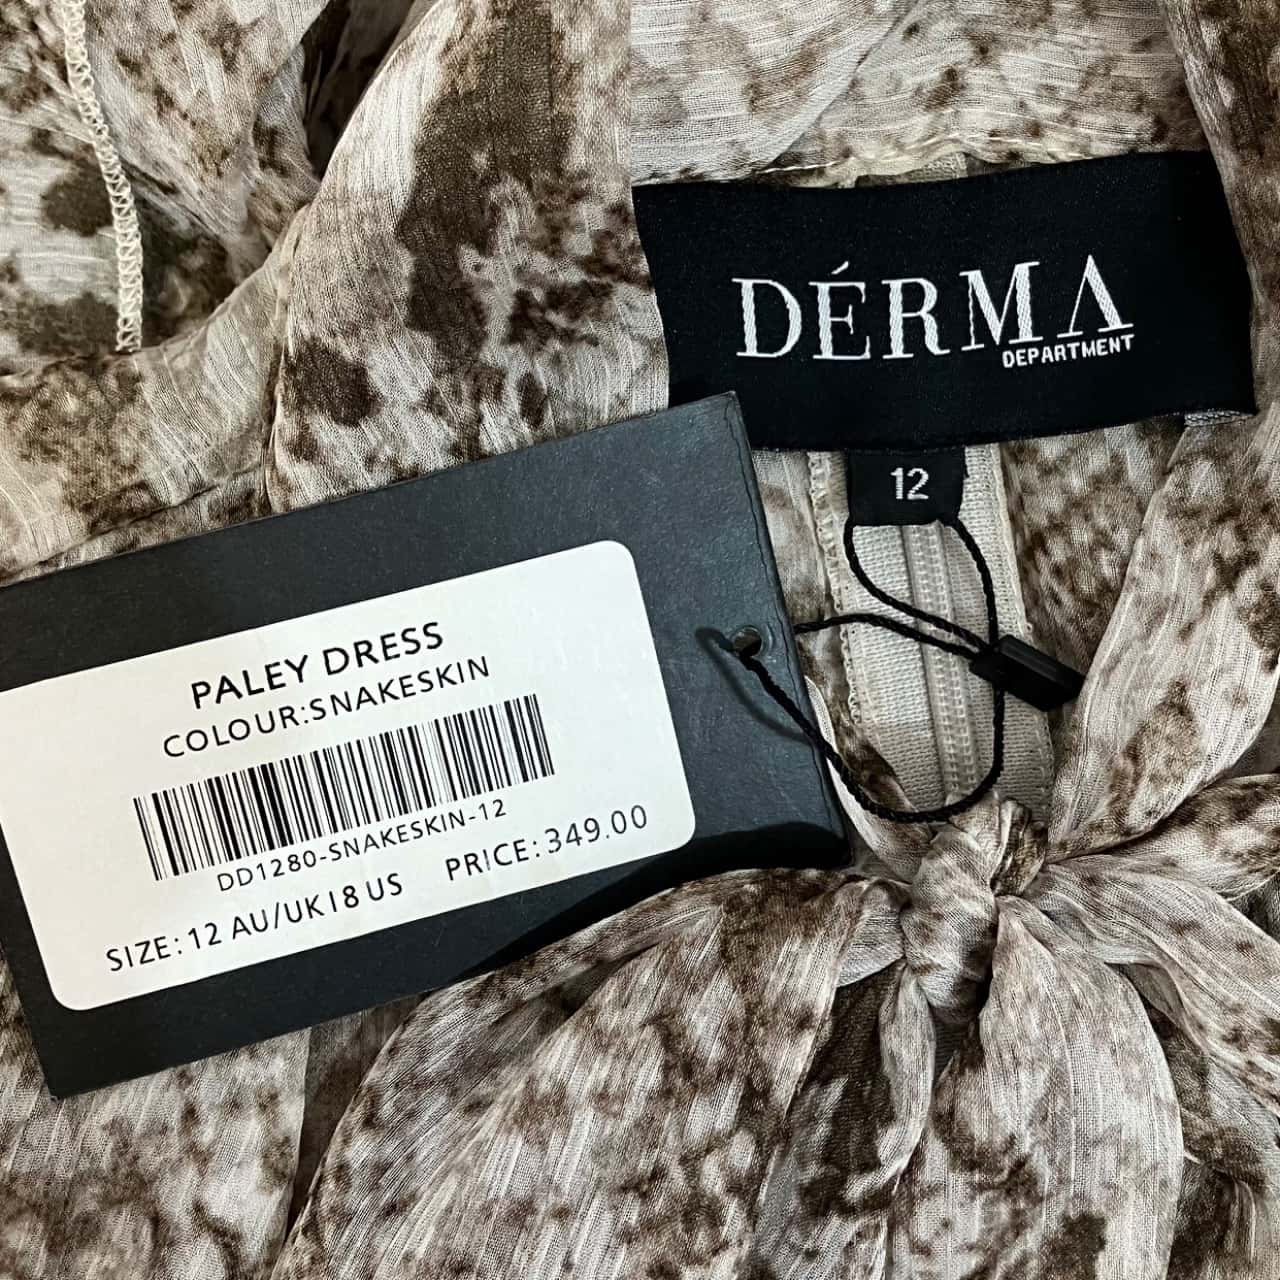 DÉRMA
DEPARTMENT
12
PALEY DRESS
COLOUR:SNAKESKIN
DD1280-SNAKESKIN-12
SIZE: 12 AU/UK I 8 US PRICE: 349.00